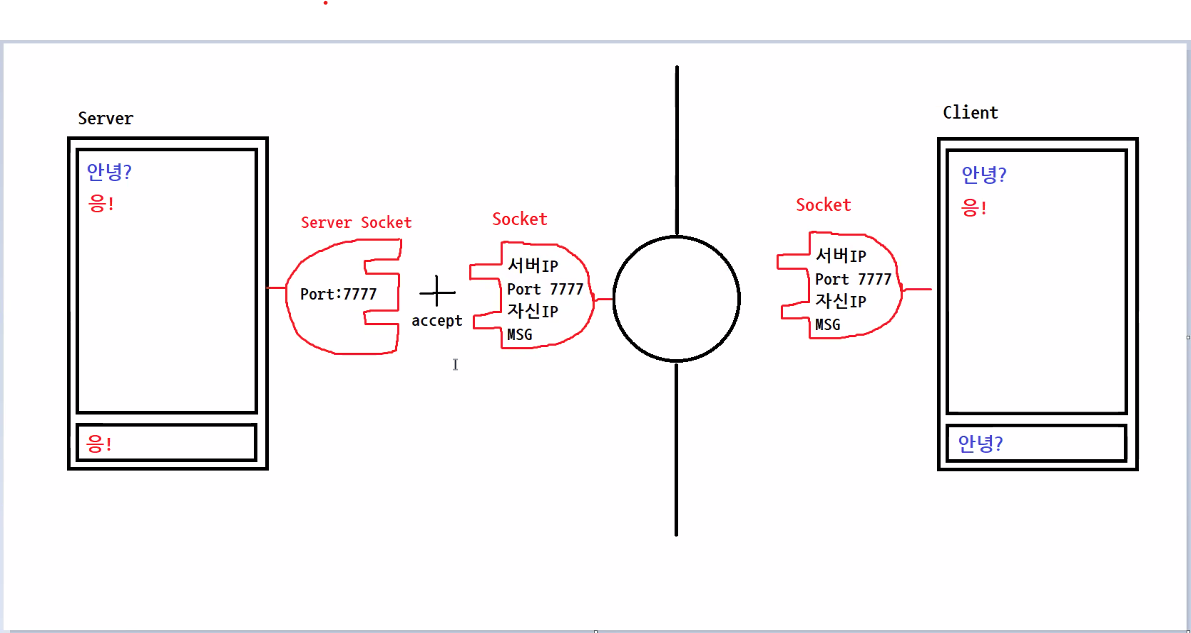 Server
안녕?
응!
응!
Server Socket
Port:7777
accept
Socket
서버IP
Port 7777
자신IP
MSG
Socket
서버IP
Port 7777
자신IP
MSG
Client
안녕?
응!
안녕?